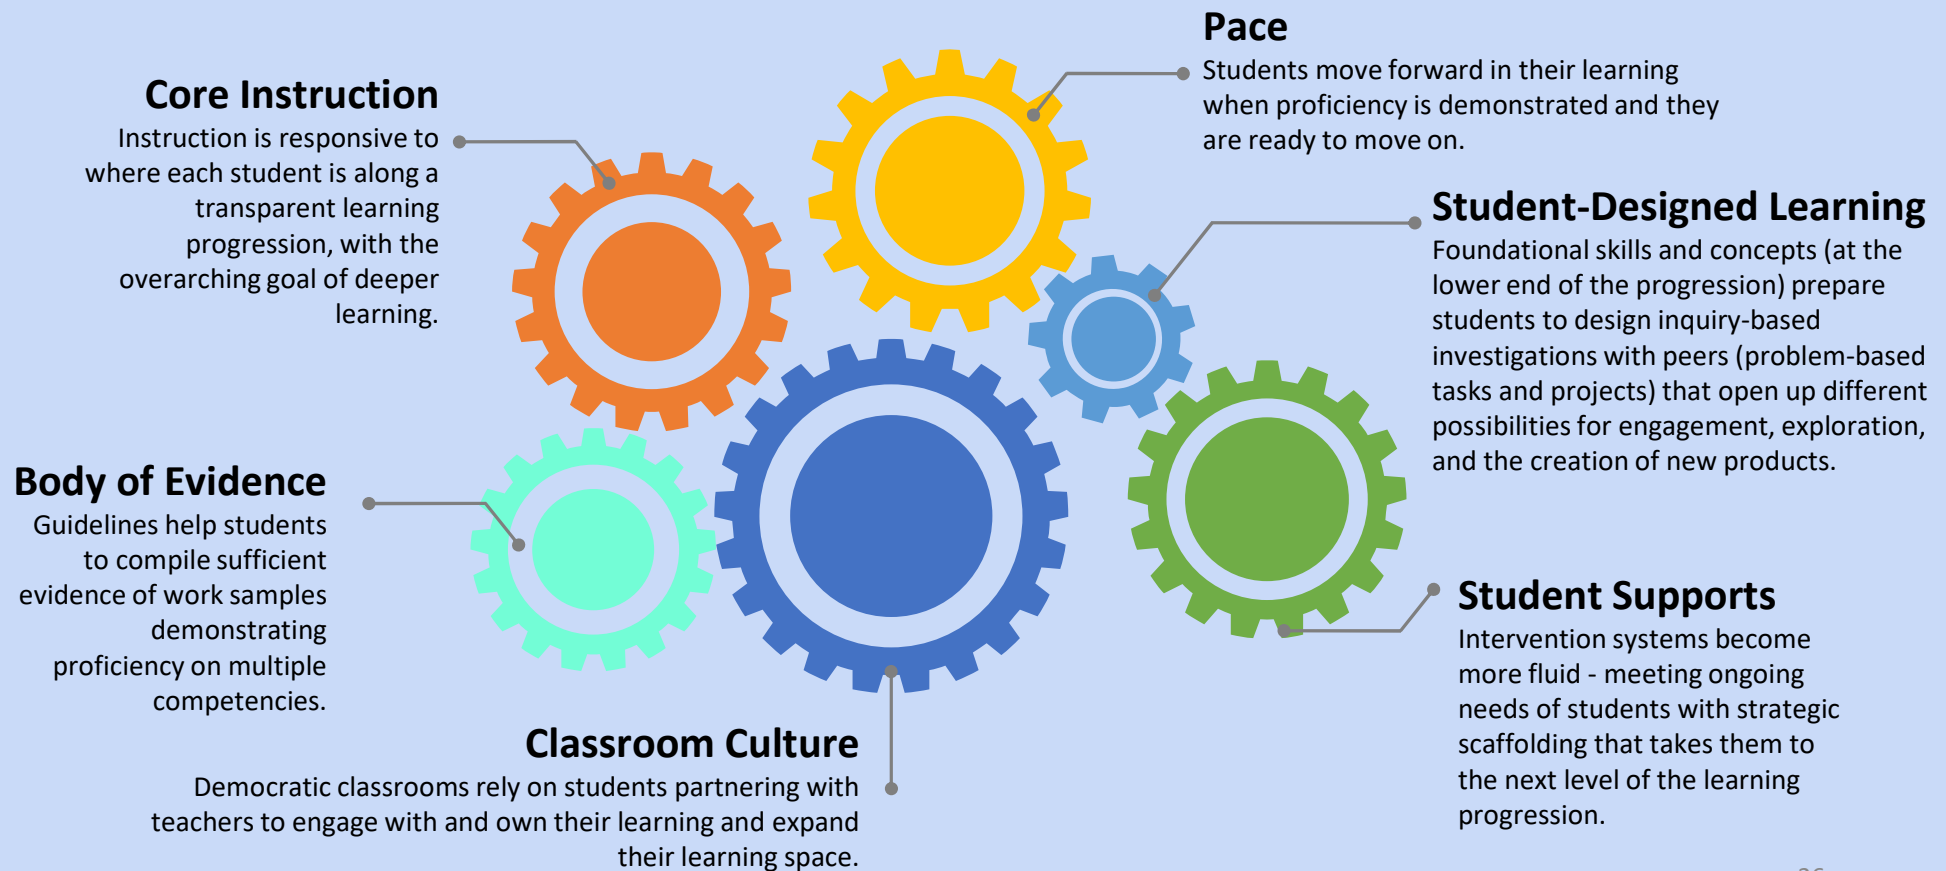 Core Instruction
Instruction is responsive to
where each student is along a
transparent learning
progression, with the
overarching goal of deeper
learning.
Pace
Students move forward in their learning
when proficiency is demonstrated and they
are ready to move on.
Student-Designed Learning
Foundational skills and concepts (at the
lower end of the progression) prepare
students to design inquiry-based
investigations with peers (problem-based
tasks and projects) that open up different
possibilities for engagement, exploration,
and the creation of new products.
Body of Evidence
Guidelines help students
to compile sufficient
evidence of work samples
demonstrating
proficiency on multiple
competencies.
Student Supports
Intervention systems become
more fluid - meeting ongoing
needs of students with strategic
scaffolding that takes them to
the next level of the learning
progression.
Classroom Culture
Democratic classrooms rely on students partnering with
teachers to engage with and own their learning and expand
their learning space.